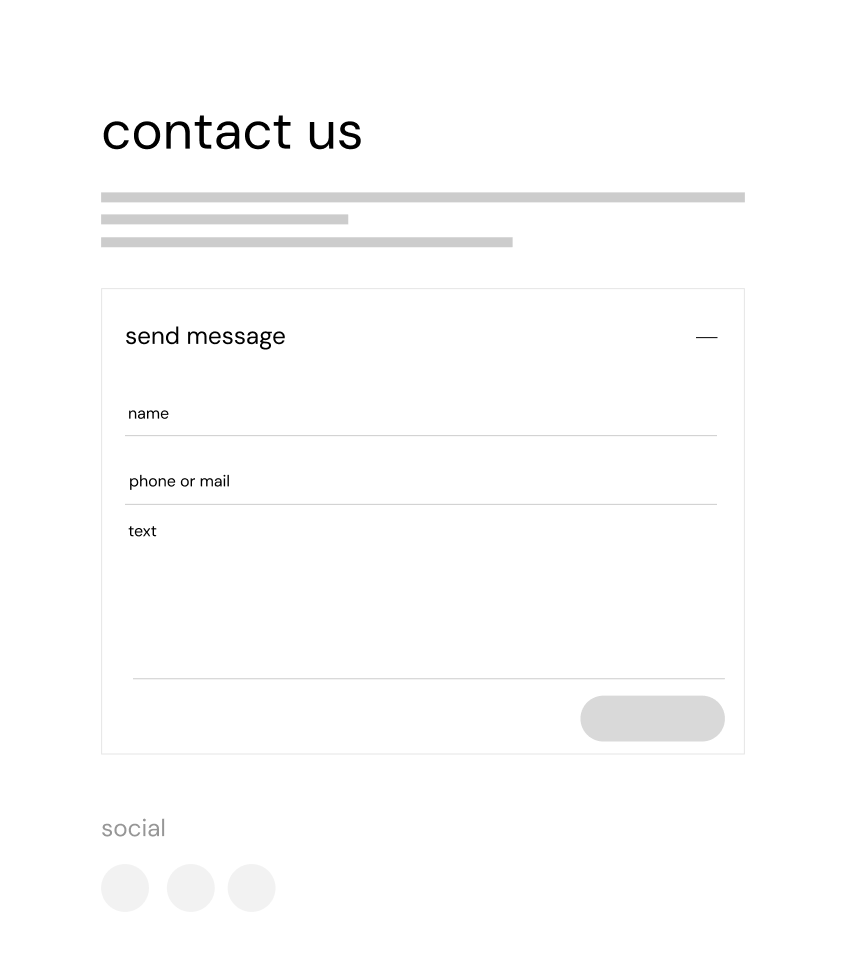 contact us
send message
name
phone or mail
text
social